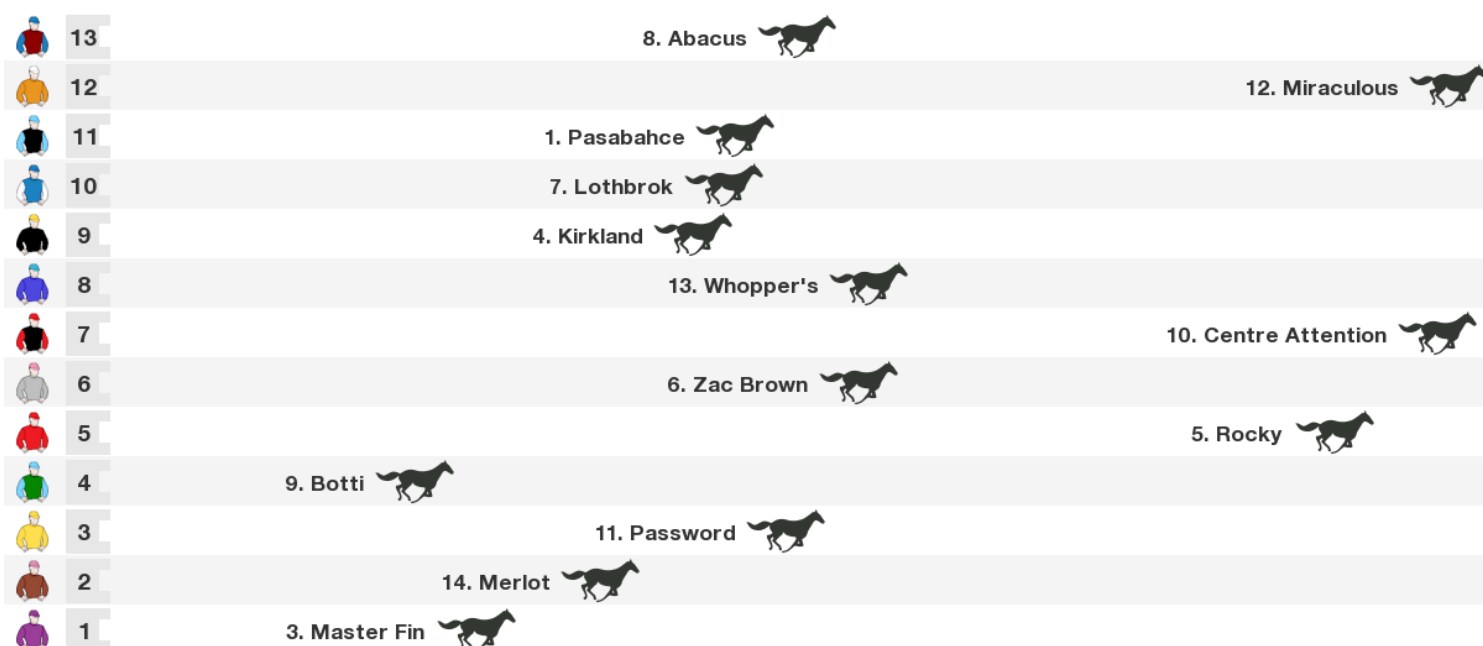 13 8. Abacus
12 12. Miraculous
11 1. Pasabahce
10 7. Lothbrok
9 4. Kirkland
8 13. Whopper's
7 10. Centre Attention
6 6. Zac Brown
5 5. Rocky
4 9. Botti
3 11. Password
2 14. Merlot
1 3. Master Fin